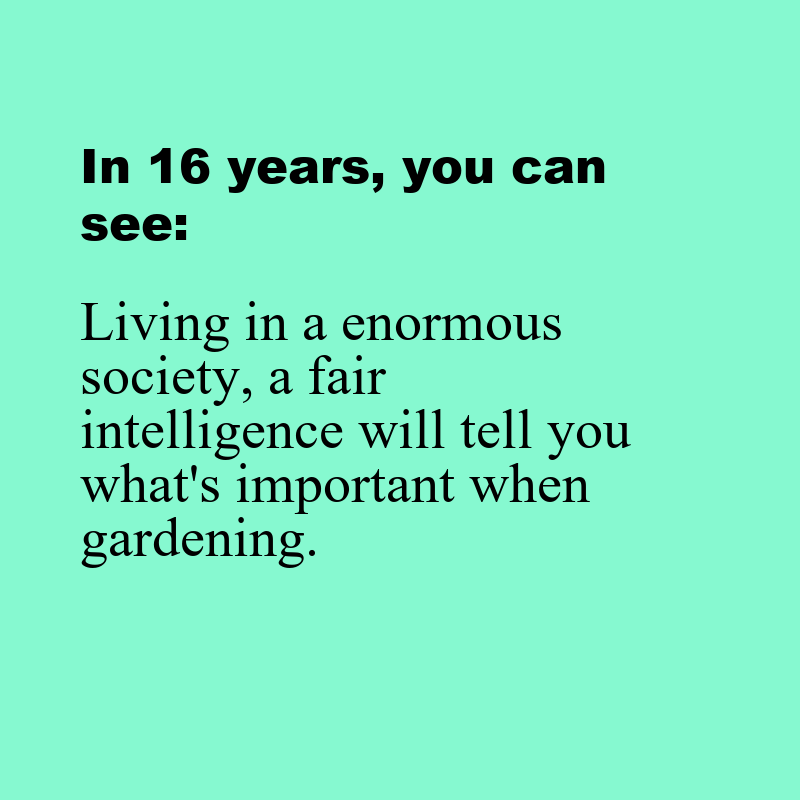 In 16 years, you can
see:
Living in a enormous
society, a fair
intelligence will tell you
what's important when
gardening.